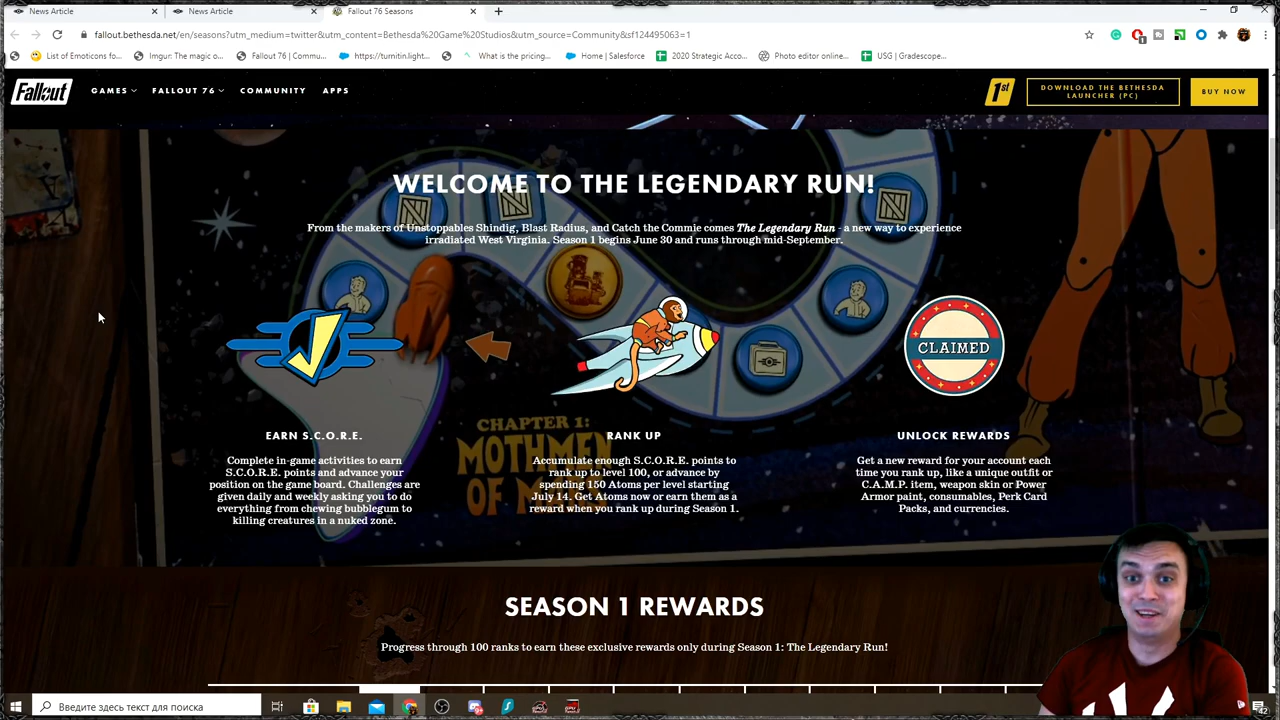 News Article
News Article
Fallout 76 Seasons
fallout.bethesda.net/en/seasons?utm_medium=twitter&utm_content=Bethesda%20Game%20Studios&utm_source=Community&sf124495063=1
List of Emoticons fo...
Imgur: The magic o...
Fallout 76 | Commu...
https://turnitin.light...
What is the pricing...
Home | Salesforce
2020 Strategic Acco...
Photo editor online...
USG | Gradescope...
Fallout
GAMES
FALLOUT 76
COMMUNITY
APPS
1st
DOWNLOAD THE BETHESDA
LAUNCHER (PC)
BUY NOW
WELCOME TO THE LEGENDARY RUN!
From the makers of Unstoppables Shindig, Blast Radius, and Catch the Commie comes The Legendary Run - a new way to experience
irradiated West Virginia. Season 1 begins June 30 and runs through mid-September.
CLAIMED
CHAPTER 1:
MOTHMEN
OF M
EARN S.C.O.R.E.
Complete in-game activities to earn
S.C.O.R.E. points and advance your
position on the game board. Challenges are
given daily and weekly asking you to do
everything from chewing bubblegum to
killing creatures in a nuked zone.
RANK UP
Accumulate enough S.C.O.R.E. points to
rank up to level 100, or advance by
spending 150 Atoms per level starting
July 14. Get Atoms now or earn them as a
reward when you rank up during Season 1.
UNLOCK REWARDS
Get a new reward for your account each
time you rank up, like a unique outfit or
C.A.M.P. item, weapon skin or Power
Armor paint, consumables, Perk Card
Packs, and currencies.
SEASON 1 REWARDS
Progress through 100 ranks to earn these exclusive rewards only during Season 1: The Legendary Run!
Введите здесь текст для поиска